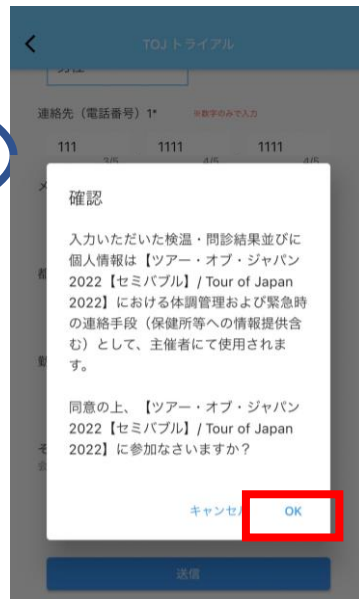 TOJ トライアル
連絡先（電話番号）1*
※数字のみで入力
111
1111
1111
3/5
4/5
4/5
確認
入力いただいた検温・問診結果並びに
個人情報は【ツアー・オブ・ジャパン
2022【セミバブル】/ Tour of Japan
2022】における体調管理および緊急時
の連絡手段（保健所等への情報提供含
む）として、主催者にて使用されま
す。
同意の上、【ツアー・オブ・ジャパン
2022【セミバブル】/ Tour of Japan
2022】に参加なさいますか？
キャンセル
OK
送信